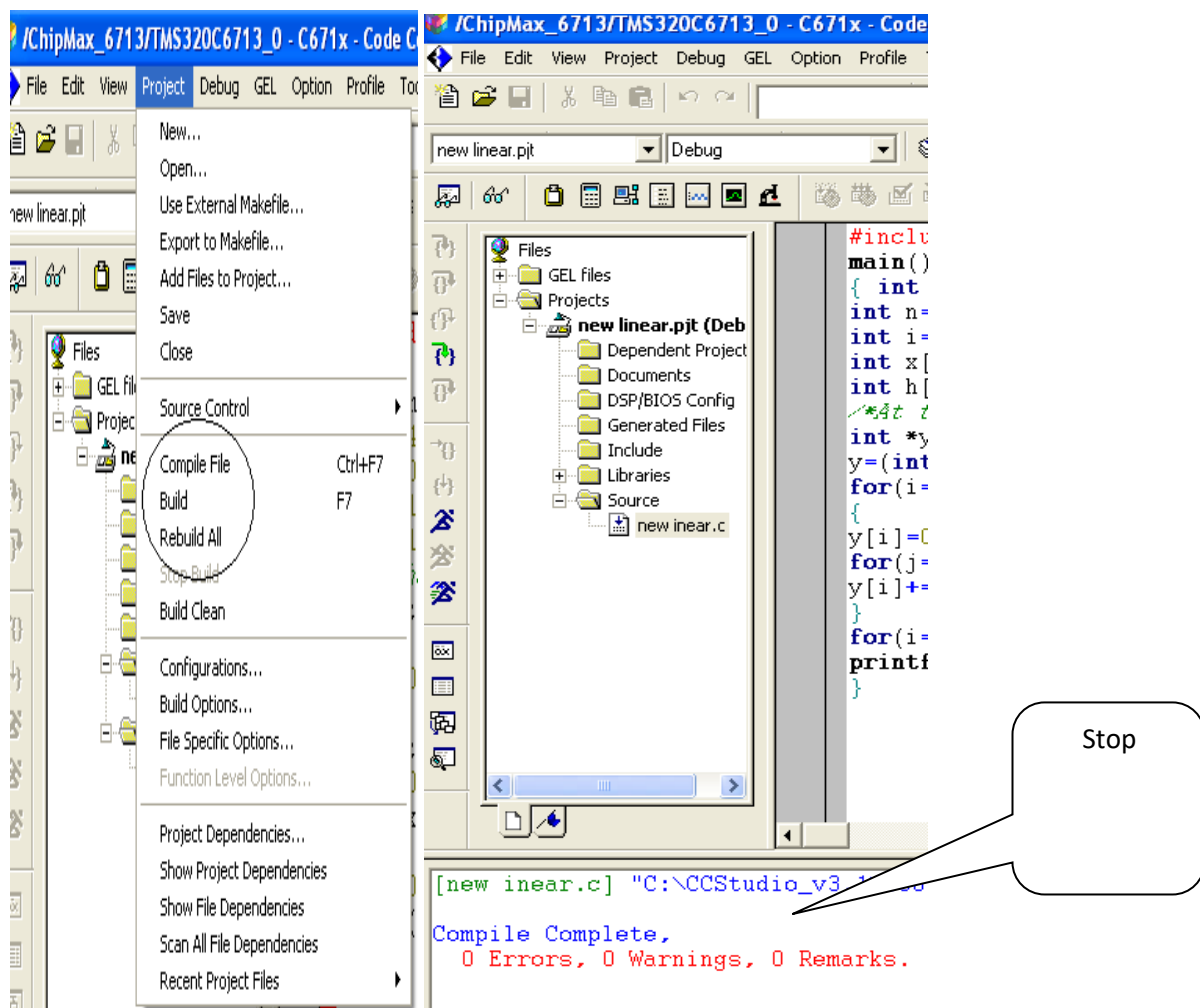 /ChipMax_6713/TMS320C6713_0 - C671x - Code C
File Edit View Project Debug GEL Option Profile
new linear.pjt
Files
GEL
New...
Open...
Use External Makefile...
Export to Makefile...
Add Files to Project...
Save
Close
Source Control
Compile File Ctrl+F7
Build F7
Rebuild All
Stop Build
Build Clean
Configurations...
Build Options...
File Specific Options...
Function Level Options...
Project Dependencies...
Show Project Dependencies
Show File Dependencies
Scan All File Dependencies
Recent Project Files
/ChipMax_6713/TMS320C6713_0 - C671x - Code
File Edit View Project Debug GEL Option Profile
new linear.pjt Debug
Files
GEL files
Projects
new linear.pjt (Deb
Dependent Project
Documents
DSP/BIOS Config
Generated Files
Include
Libraries
Source
new inear.c
#inclu
main()
{ int
int n=
int i=
int x[
int h[
/*At t
int *y
y=(int
for(i=
{
y[i]=0
for(j=
y[i]+=
}
for(i=
printf
}
[new inear.c] "C:\CCStudio_v3
Compile Complete,
0 Errors, 0 Warnings, 0 Remarks.
Stop